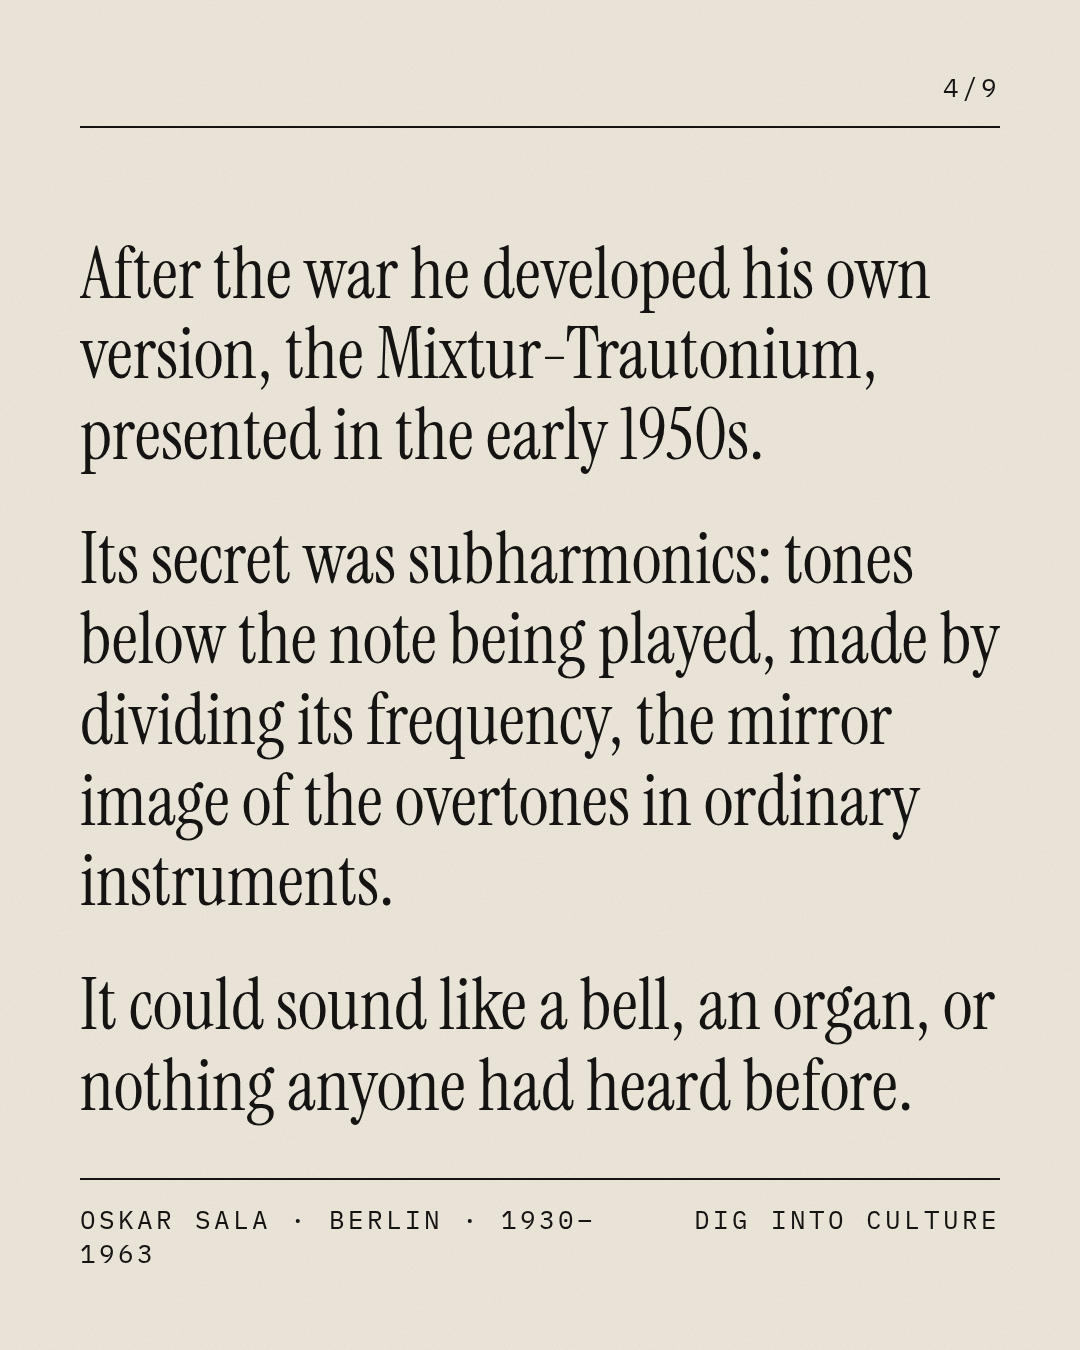 4/9
After the war he developed his own
version, the Mixtur-Trautonium,
presented in the early 1950s.
Its secret was subharmonics: tones
below the note being played, made by
dividing its frequency, the mirror
image of the overtones in ordinary
instruments.
It could sound like a bell, an organ, or
nothing anyone had heard before.
OSKAR SALA · BERLIN · 1930–
1963
DIG INTO CULTURE